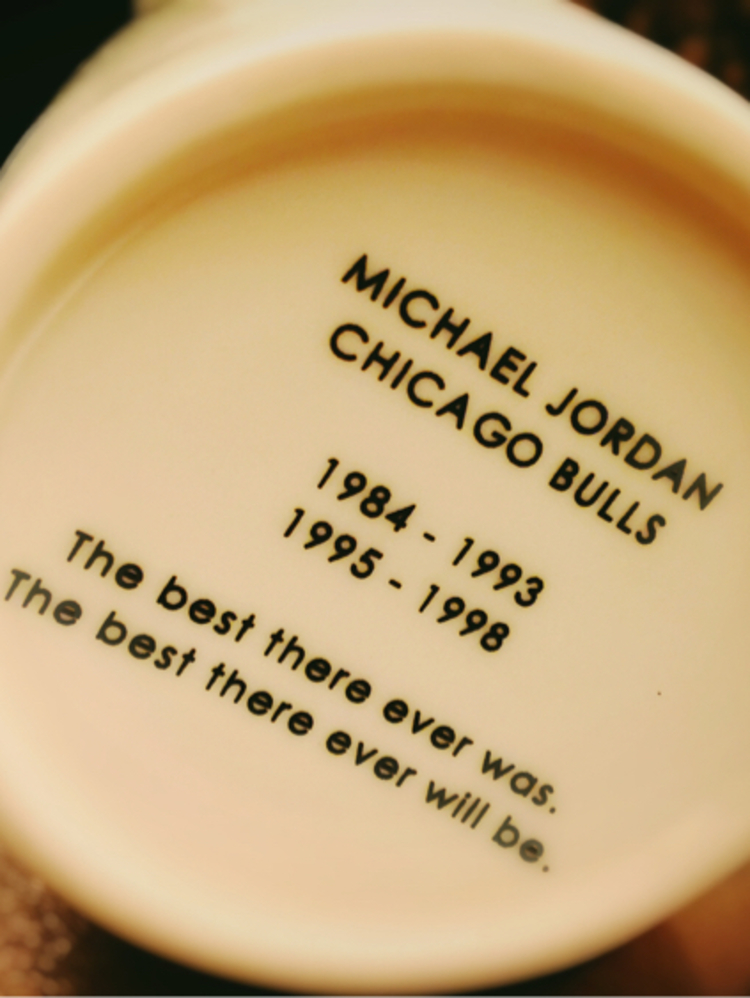 MICHAEL JORDAN
CHICAGO BULLS
1984 - 1993
1995 - 1998
The best there ever was.
The best there ever will be.